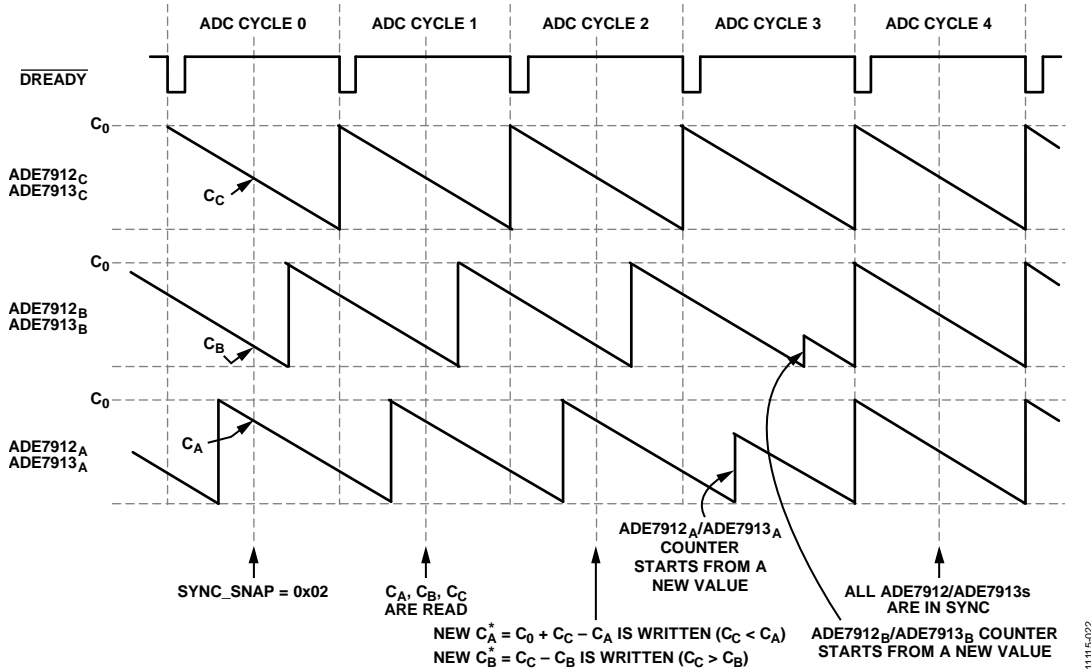 ADC CYCLE 0 ADC CYCLE 1 ADC CYCLE 2 ADC CYCLE 3 ADC CYCLE 4
DREADY
C0
ADE7912C
ADE7913C
CC
C0
ADE7912B
ADE7913B
CB
C0
ADE7912A
ADE7913A
CA
ADE7912A/ADE7913A
COUNTER
STARTS FROM A
NEW VALUE
SYNC_SNAP = 0x02
CA, CB, CC
ARE READ
ALL ADE7912/ADE7913s
ARE IN SYNC
NEW CA* = C0 + CC – CA IS WRITTEN (CC < CA)
NEW CB* = CC – CB IS WRITTEN (CC > CB)
ADE7912B/ADE7913B COUNTER
STARTS FROM A NEW VALUE
11115-022